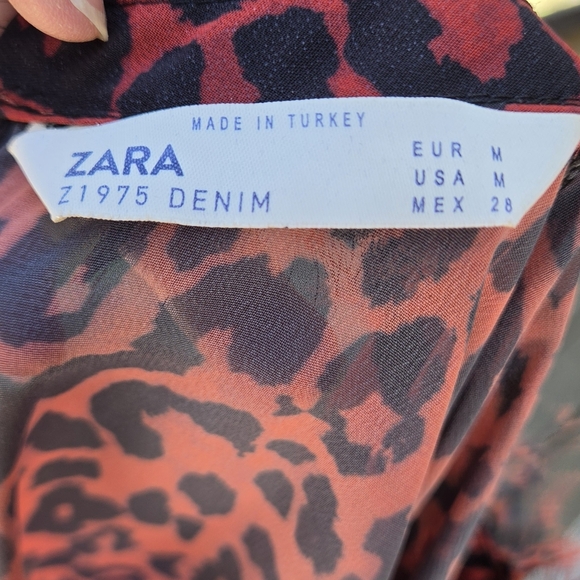 MADE IN TURKEY
ZARA
Z1975 DENIM
EUR M
USA M
MEX 28